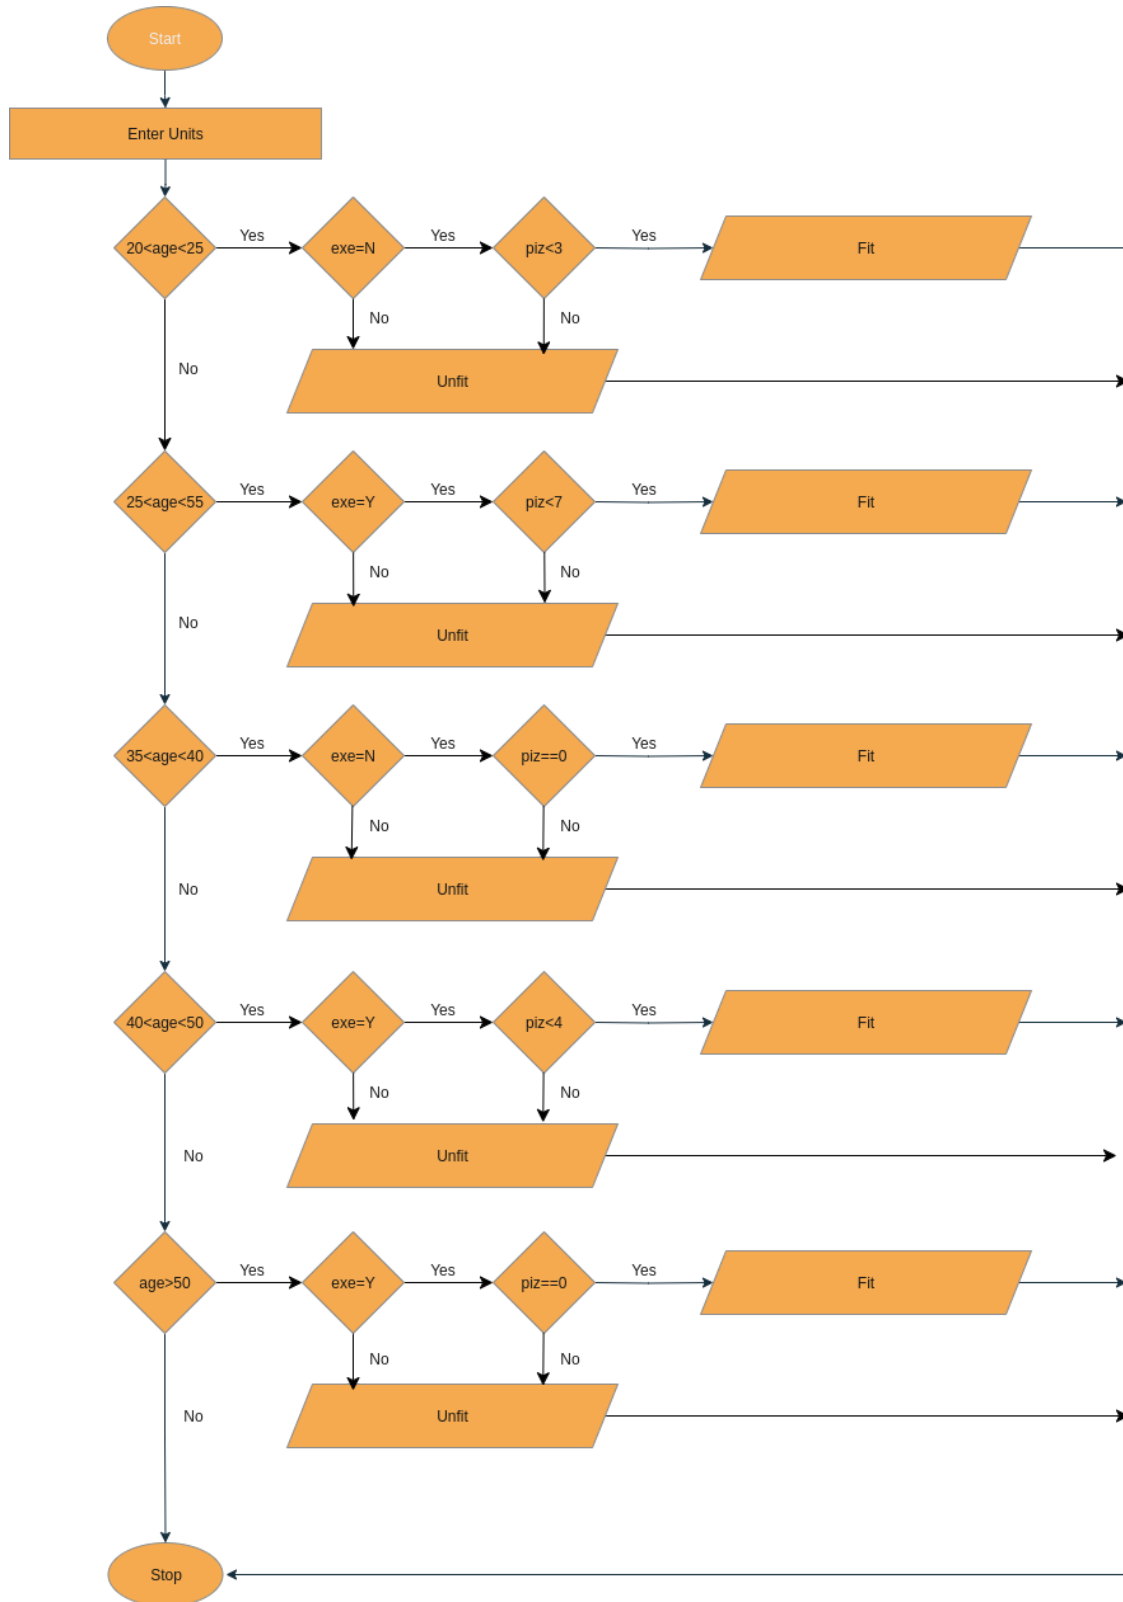 Start
Enter Units
20<age<25
Yes
exe=N
Yes
piz<3
Yes
Fit
No
No
No
Unfit
25<age<55
Yes
exe=Y
Yes
piz<7
Yes
Fit
No
No
No
Unfit
35<age<40
Yes
exe=N
Yes
piz==0
Yes
Fit
No
No
No
Unfit
40<age<50
Yes
exe=Y
Yes
piz<4
Yes
Fit
No
No
No
Unfit
age>50
Yes
exe=Y
Yes
piz==0
Yes
Fit
No
No
No
Unfit
Stop